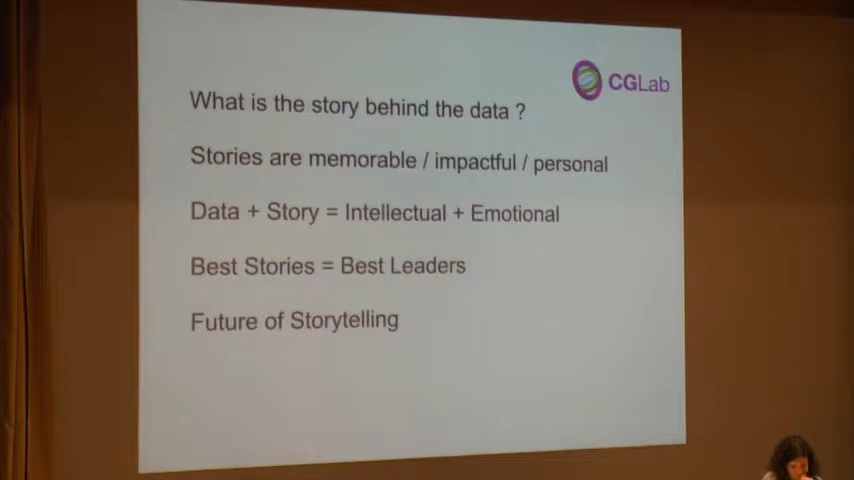 CGLab
What is the story behind the data ?
Stories are memorable / impactful / personal
Data + Story = Intellectual + Emotional
Best Stories = Best Leaders
Future of Storytelling